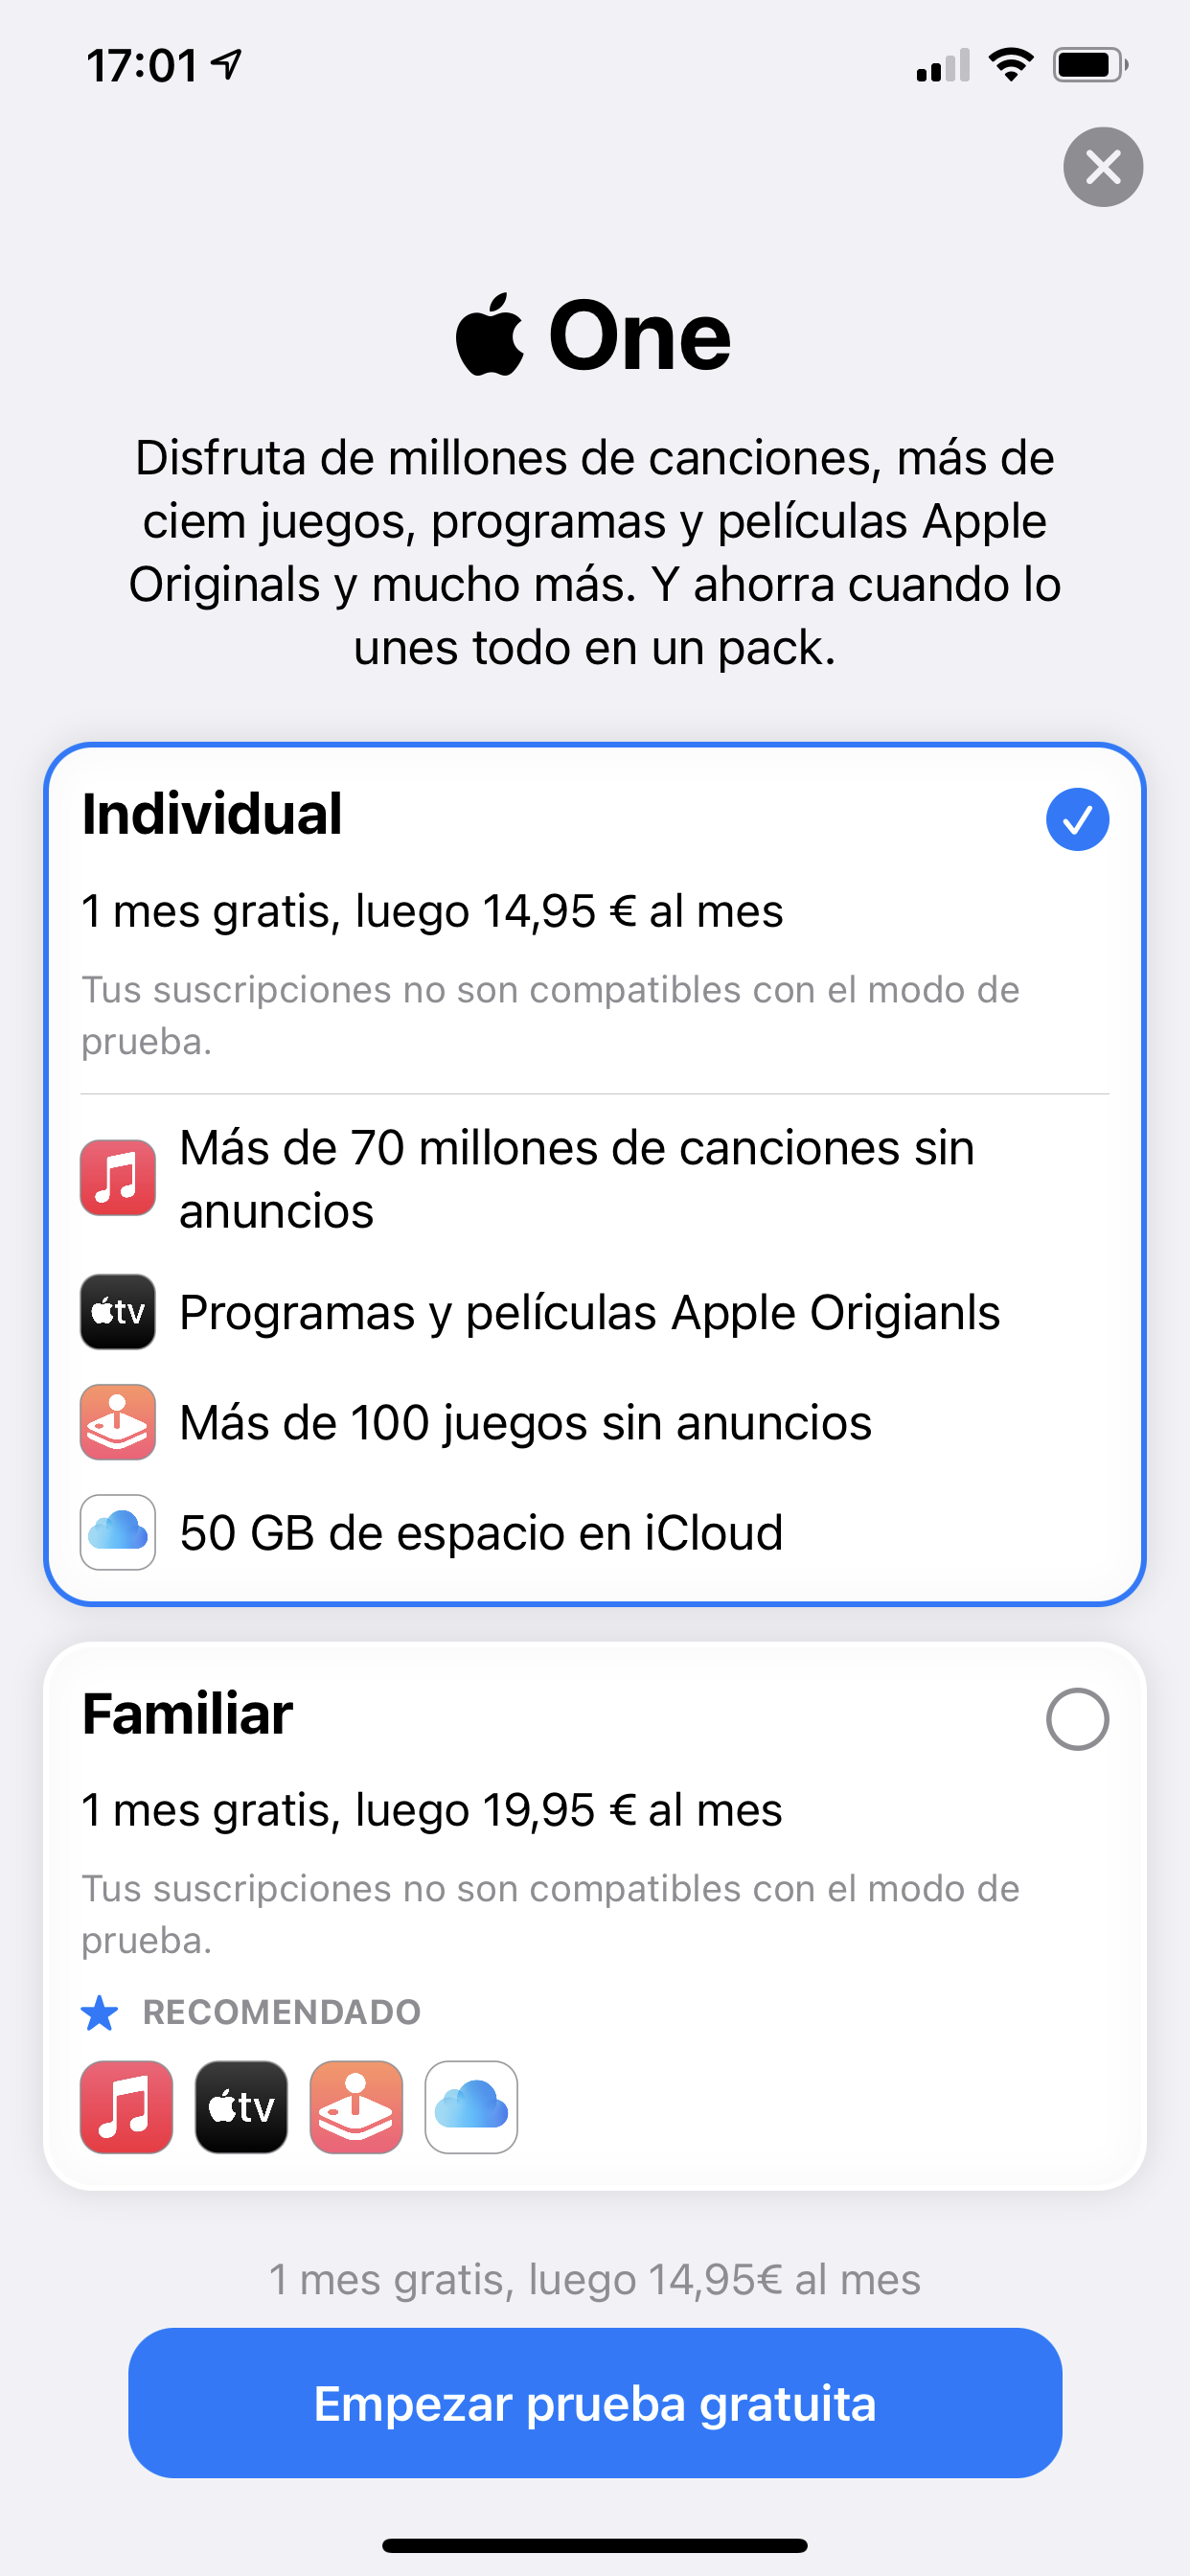 17:01
One
Disfruta de millones de canciones, más de
ciem juegos, programas y películas Apple
Originals y mucho más. Y ahorra cuando lo
unes todo en un pack.
Individual
1 mes gratis, luego 14,95 € al mes
Tus suscripciones no son compatibles con el modo de
prueba.
Más de 70 millones de canciones sin
anuncios
tv
Programas y películas Apple Origianls
Más de 100 juegos sin anuncios
50 GB de espacio en iCloud
Familiar
1 mes gratis, luego 19,95 € al mes
Tus suscripciones no son compatibles con el modo de
prueba.
RECOMENDADO
tv
1 mes gratis, luego 14,95€ al mes
Empezar prueba gratuita